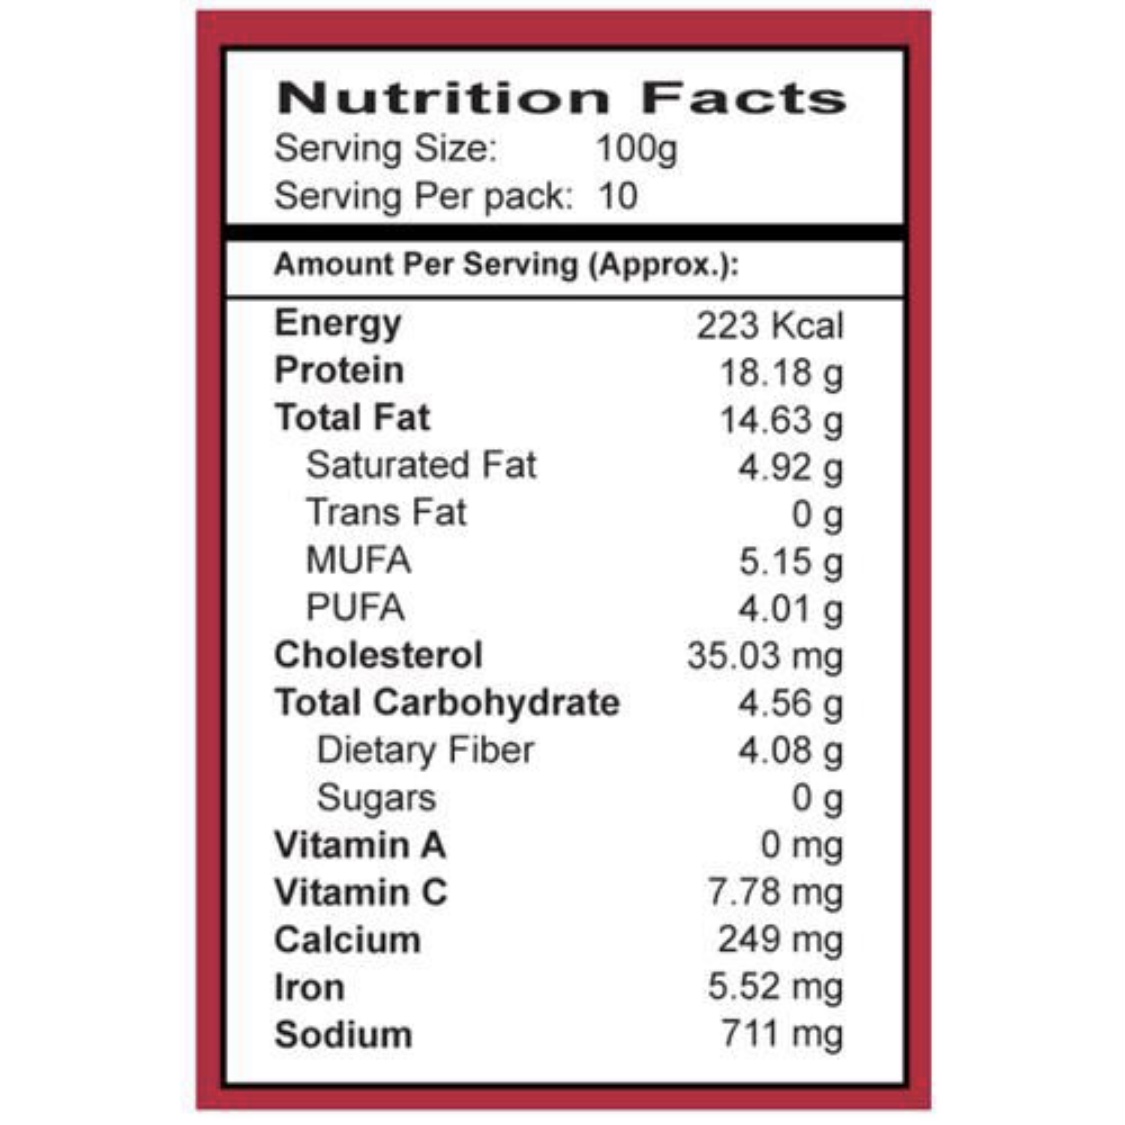 Nutrition Facts
Serving Size: 100g
Serving Per pack: 10
Amount Per Serving (Approx.):
Energy 223 Kcal
Protein 18.18 g
Total Fat 14.63 g
Saturated Fat 4.92 g
Trans Fat 0 g
MUFA 5.15 g
PUFA 4.01 g
Cholesterol 35.03 mg
Total Carbohydrate 4.56 g
Dietary Fiber 4.08 g
Sugars 0 g
Vitamin A 0 mg
Vitamin C 7.78 mg
Calcium 249 mg
Iron 5.52 mg
Sodium 711 mg